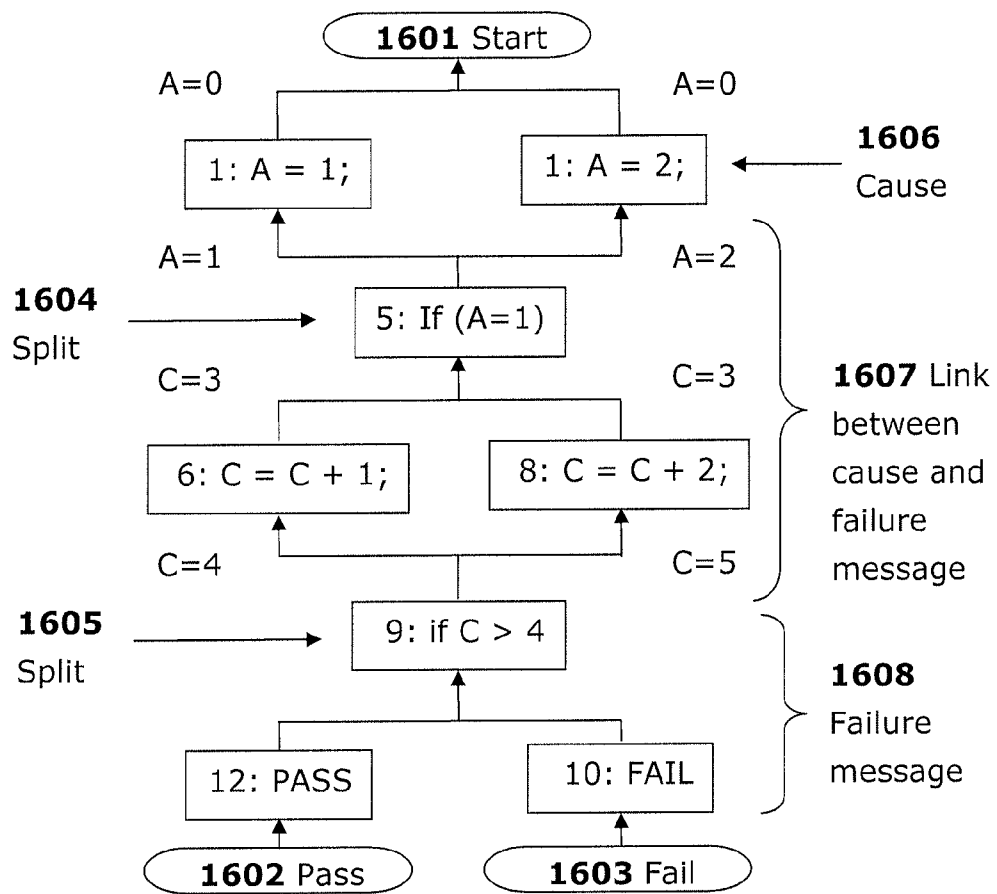 1601 Start
A=0
A=0
1: A = 1;
1: A = 2;
1606
Cause
A=1
A=2
1604
Split
5: If (A=1)
C=3
C=3
1607 Link
between
cause and
failure
message
6: C = C + 1;
8: C = C + 2;
C=4
C=5
1605
Split
9: if C > 4
1608
Failure
message
12: PASS
10: FAIL
1602 Pass
1603 Fail